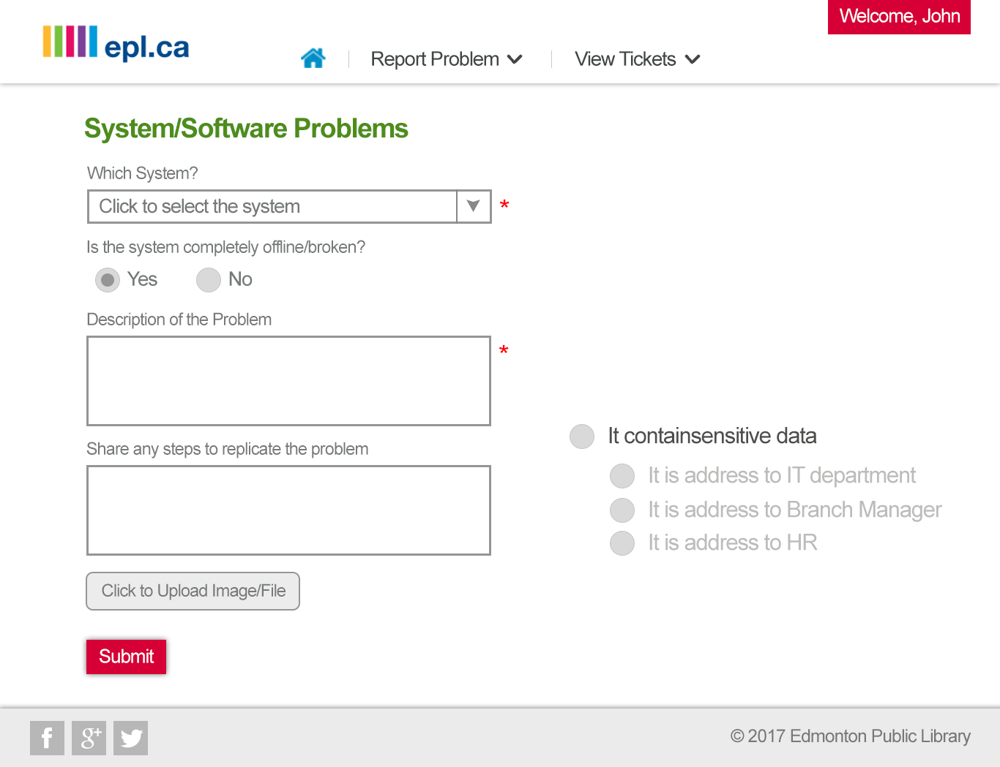 Welcome, John
epl.ca
Report Problem
View Tickets
System/Software Problems
Which System?
Click to select the system
*
Is the system completely offline/broken?
Yes
No
Description of the Problem
*
Share any steps to replicate the problem
It containsensitive data
It is address to IT department
It is address to Branch Manager
It is address to HR
Click to Upload Image/File
Submit
f
g+
© 2017 Edmonton Public Library